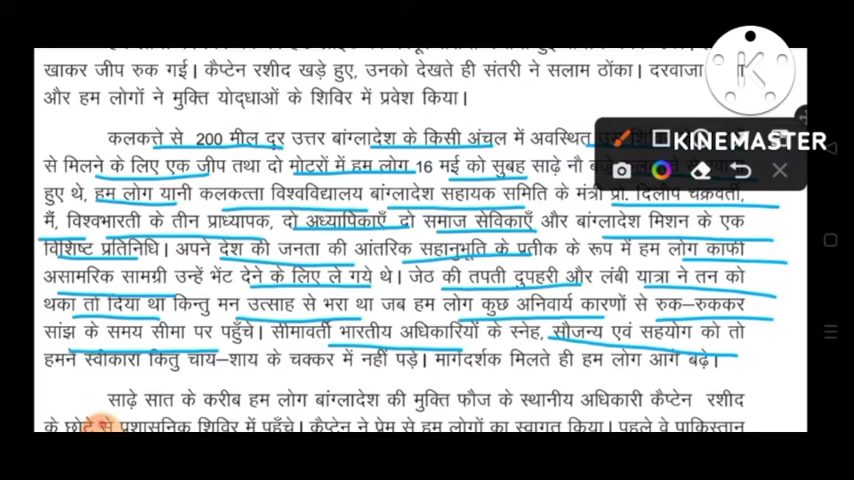 खाकर जीप रुक गई। कैप्टेन रशीद खड़े हुए, उनको देखते ही संतरी ने सलाम ठोंका। दरवाजा
और हम लोगों ने मुक्ति योद्धाओं के शिविर में प्रवेश किया।
KINEMASTER
कलकत्ते से 200 मील दूर उत्तर बांग्लादेश के किसी अंचल में अवस्थित
से मिलने के लिए एक जीप तथा दो मोटरों में हम लोग 16 मई को सुबह साढ़े नौ
हुए थे, हम लोग यानी कलकत्ता विश्वविद्यालय बांग्लादेश सहायक समिति के मंत्री प्रो. दिलीप चक्रवर्ती,
मैं, विश्वभारती के तीन प्राध्यापक, दो अध्यापिकाएँ दो समाज सेविकाएँ और बांग्लादेश मिशन के एक
विशिष्ट प्रतिनिधि। अपने देश की जनता की आंतरिक सहानुभूति के प्रतीक के रूप में हम लोग काफी
असामरिक सामग्री उन्हें भेंट देने के लिए ले गये थे। जेठ की तपती दुपहरी और लंबी यात्रा ने तन को
थका तो दिया था किन्तु मन उत्साह से भरा था जब हम लोग कुछ अनिवार्य कारणों से रुक–रुककर
सांझ के समय सीमा पर पहुँचे। सीमावर्ती भारतीय अधिकारियों के स्नेह, सौजन्य एवं सहयोग को तो
हमने स्वीकारा किंतु चाय–शाय के चक्कर में नहीं पड़े। मार्गदर्शक मिलते ही हम लोग आगे बढ़े।
साढ़े सात के करीब हम लोग बांग्लादेश की मुक्ति फौज के स्थानीय अधिकारी कैप्टेन रशीद
के छोटे से प्रशासनिक शिविर में पहुँचे। कैप्टेन ने प्रेम से हम लोगों का स्वागत किया। पहले वे पाकिस्तान